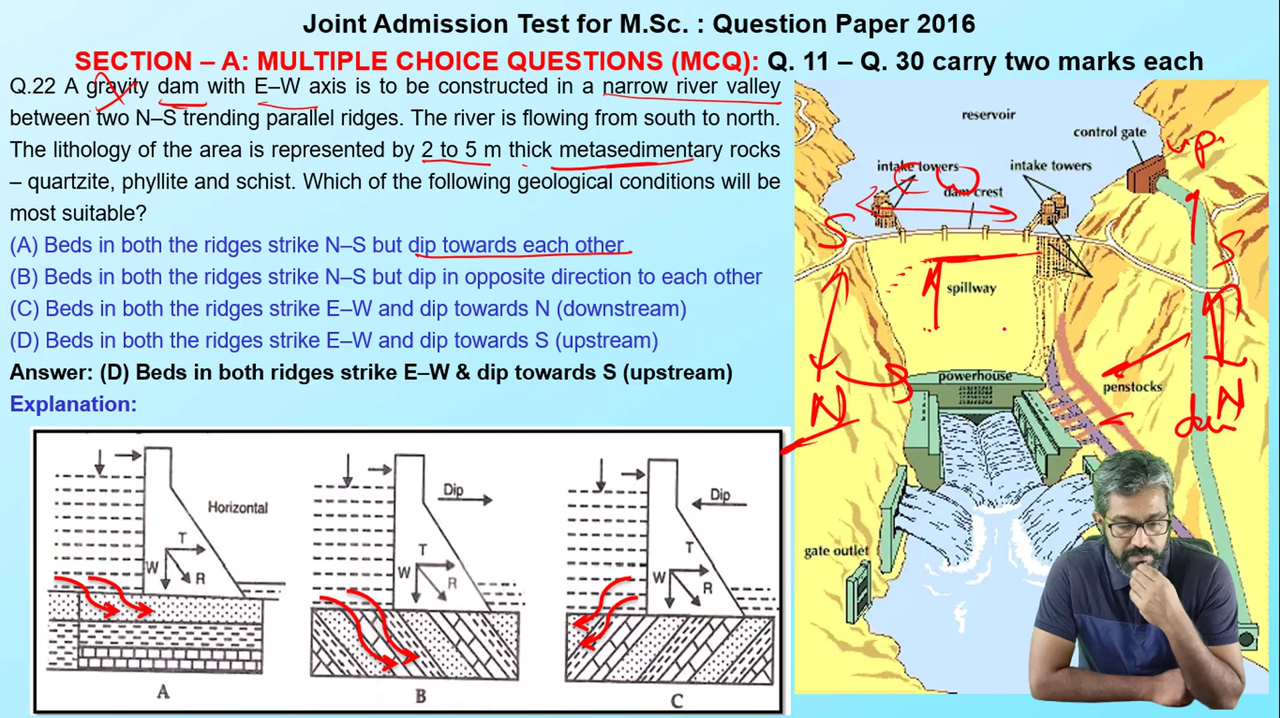 Joint Admission Test for M.Sc. : Question Paper 2016
SECTION – A: MULTIPLE CHOICE QUESTIONS (MCQ): Q. 11 – Q. 30 carry two marks each
Q.22 A gravity dam with E–W axis is to be constructed in a narrow river valley
between two N–S trending parallel ridges. The river is flowing from south to north.
The lithology of the area is represented by 2 to 5 m thick metasedimentary rocks
– quartzite, phyllite and schist. Which of the following geological conditions will be
most suitable?
(A) Beds in both the ridges strike N–S but dip towards each other
(B) Beds in both the ridges strike N–S but dip in opposite direction to each other
(C) Beds in both the ridges strike E–W and dip towards N (downstream)
(D) Beds in both the ridges strike E–W and dip towards S (upstream)
Answer: (D) Beds in both ridges strike E–W & dip towards S (upstream)
Explanation:
Horizontal
T
W
R
A
Dip
T
W
R
B
Dip
T
W
R
C
reservoir
control gate
up.
intake towers
intake towers
E W
dam crest
S
S
spillway
powerhouse
penstocks
N
N
gate outlet